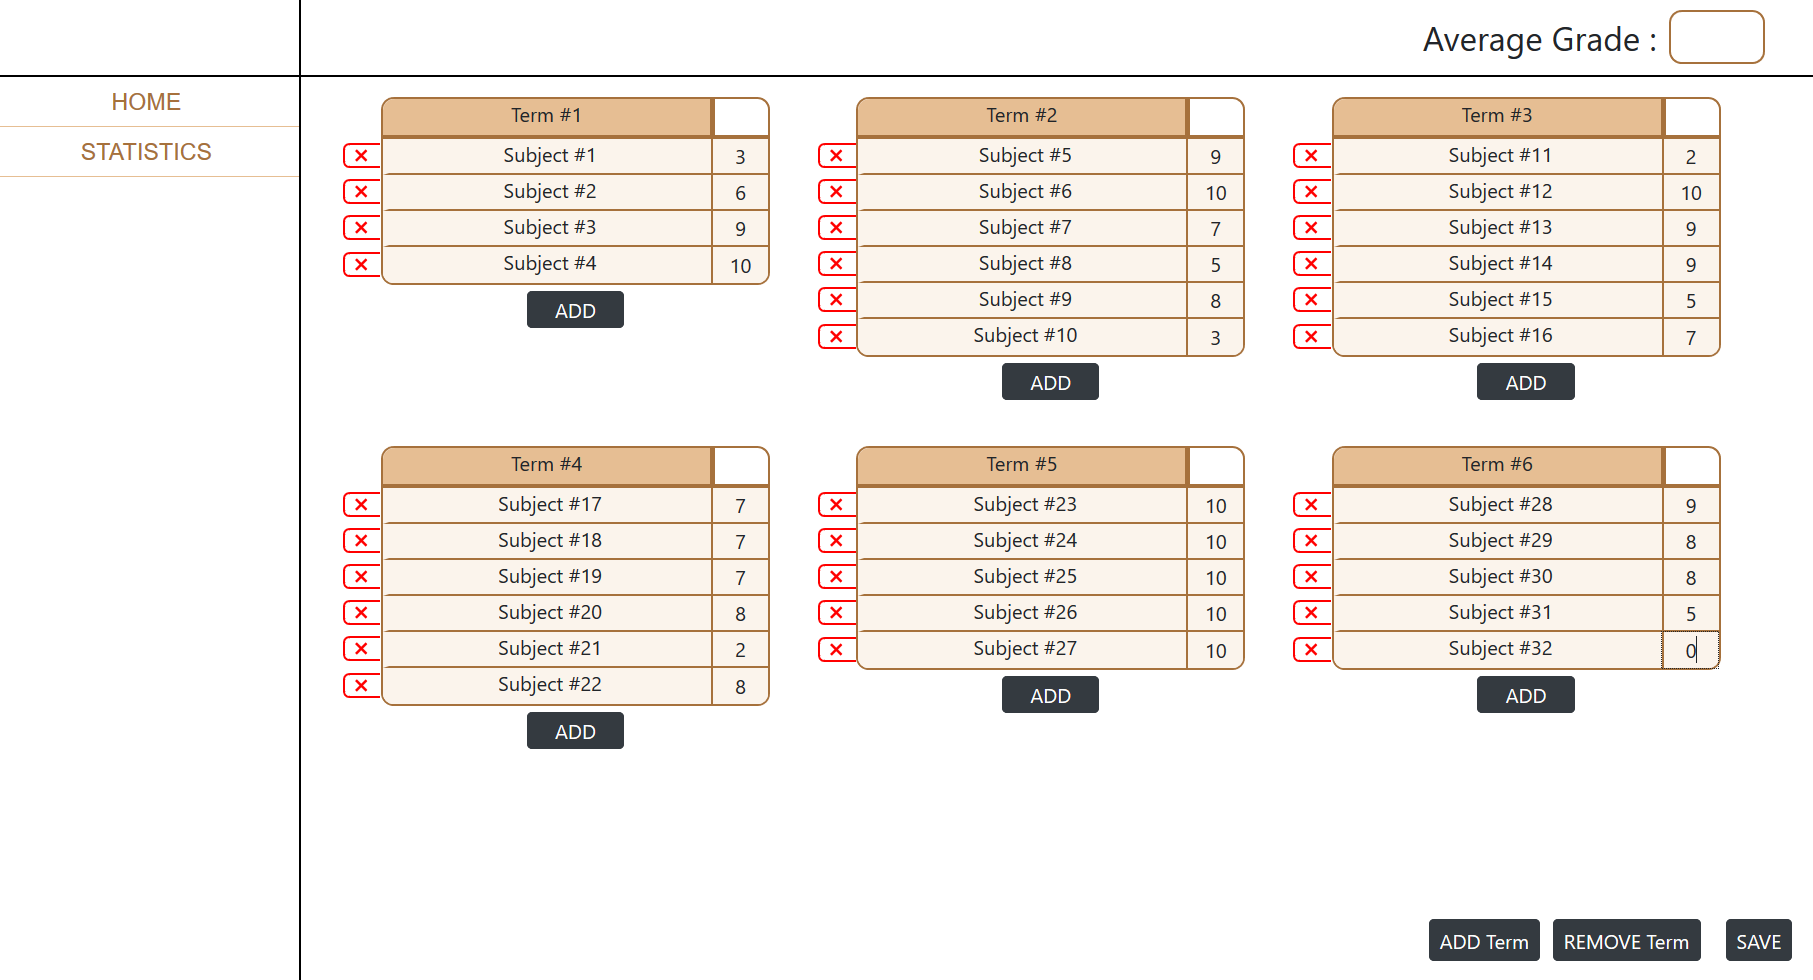 Average Grade :
HOME
STATISTICS
Term #1
Subject #1 3
Subject #2 6
Subject #3 9
Subject #4 10
ADD
Term #2
Subject #5 9
Subject #6 10
Subject #7 7
Subject #8 5
Subject #9 8
Subject #10 3
ADD
Term #3
Subject #11 2
Subject #12 10
Subject #13 9
Subject #14 9
Subject #15 5
Subject #16 7
ADD
Term #4
Subject #17 7
Subject #18 7
Subject #19 7
Subject #20 8
Subject #21 2
Subject #22 8
ADD
Term #5
Subject #23 10
Subject #24 10
Subject #25 10
Subject #26 10
Subject #27 10
ADD
Term #6
Subject #28 9
Subject #29 8
Subject #30 8
Subject #31 5
Subject #32 0
ADD
ADD Term REMOVE Term SAVE